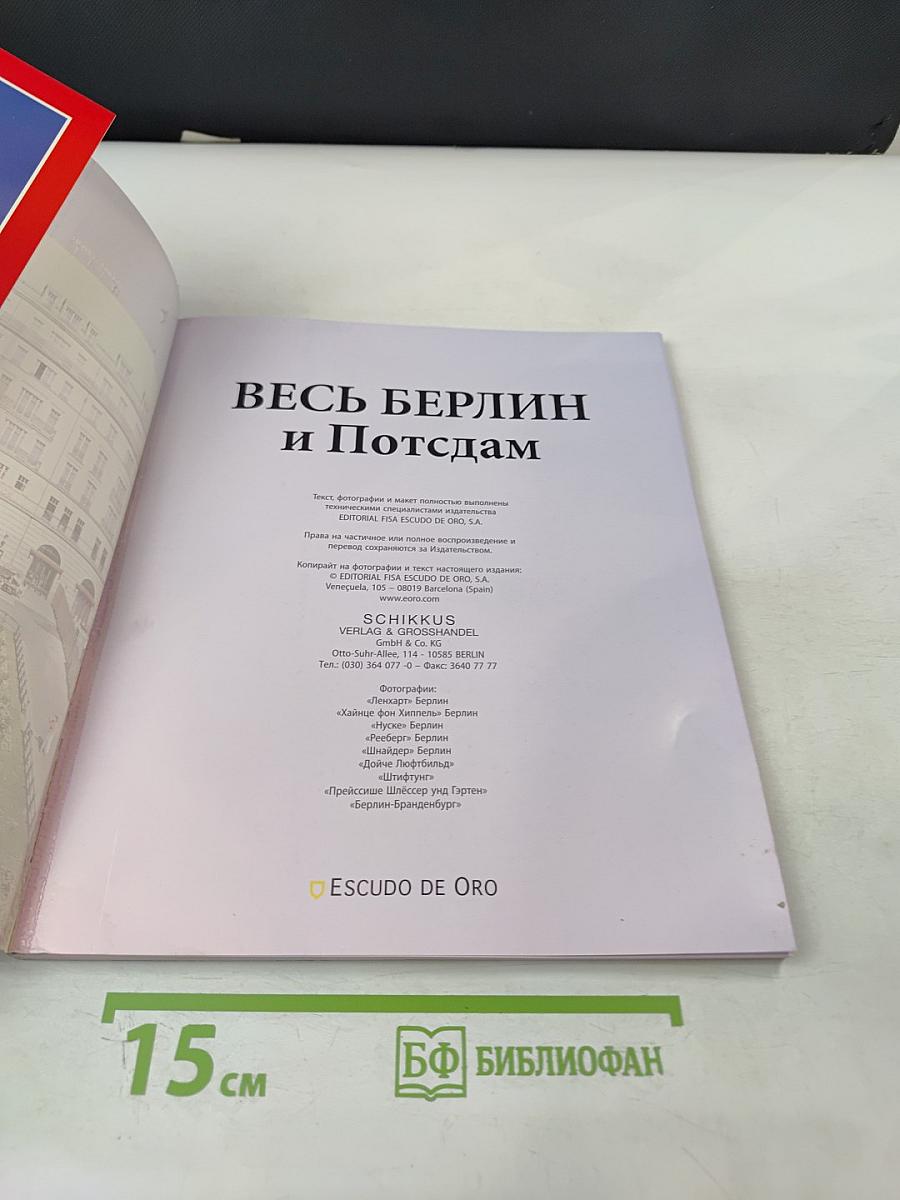 ВЕСЬ БЕРЛИН
и Потсдам
Текст, фотографии и макет полностью выполнены
техническими специалистами издательства
EDITORIAL FISA ESCUDO DE ORO, S.A.
Права на частичное или полное воспроизведение и
перевод сохраняются за Издательством.
Копирайт на фотографии и текст настоящего издания:
© EDITORIAL FISA ESCUDO DE ORO, S.A.
Veneçuela, 105 – 08019 Barcelona (Spain)
www.eoro.com
SCHIKKUS
VERLAG & GROSSHANDEL
GmbH & Co. KG
Otto-Suhr-Allee, 114 - 10585 BERLIN
Тел.: (030) 364 077 -0 – Факс: 3640 77 77
Фотографии:
«Ленхарт» Берлин
«Хайнце фон Хиппель» Берлин
«Нуске» Берлин
«Рееберг» Берлин
«Шнайдер» Берлин
«Дойче Люфтбильд»
«Штифтунг»
«Прейссише Шлёссер унд Гэртен»
«Берлин-Бранденбург»
ESCUDO DE ORO
15 см
БФ БИБЛИОФАН